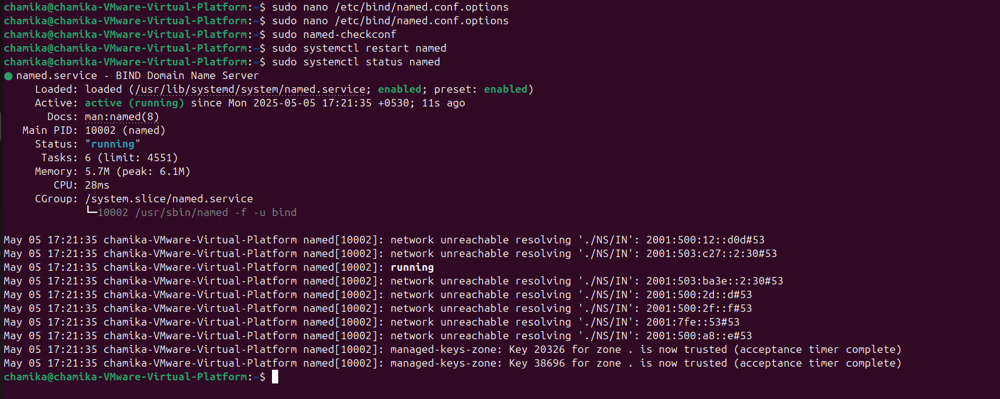 chamika@chamika-VMware-Virtual-Platform:~$ sudo nano /etc/bind/named.conf.options
chamika@chamika-VMware-Virtual-Platform:~$ sudo nano /etc/bind/named.conf.options
chamika@chamika-VMware-Virtual-Platform:~$ sudo named-checkconf
chamika@chamika-VMware-Virtual-Platform:~$ sudo systemctl restart named
chamika@chamika-VMware-Virtual-Platform:~$ sudo systemctl status named
● named.service - BIND Domain Name Server
Loaded: loaded (/usr/lib/systemd/system/named.service; enabled; preset: enabled)
Active: active (running) since Mon 2025-05-05 17:21:35 +0530; 11s ago
Docs: man:named(8)
Main PID: 10002 (named)
Status: "running"
Tasks: 6 (limit: 4551)
Memory: 5.7M (peak: 6.1M)
CPU: 28ms
CGroup: /system.slice/named.service
└─10002 /usr/sbin/named -f -u bind
May 05 17:21:35 chamika-VMware-Virtual-Platform named[10002]: network unreachable resolving './NS/IN': 2001:500:12::d0d#53
May 05 17:21:35 chamika-VMware-Virtual-Platform named[10002]: network unreachable resolving './NS/IN': 2001:503:c27::2:30#53
May 05 17:21:35 chamika-VMware-Virtual-Platform named[10002]: running
May 05 17:21:35 chamika-VMware-Virtual-Platform named[10002]: network unreachable resolving './NS/IN': 2001:503:ba3e::2:30#53
May 05 17:21:35 chamika-VMware-Virtual-Platform named[10002]: network unreachable resolving './NS/IN': 2001:500:2d::d#53
May 05 17:21:35 chamika-VMware-Virtual-Platform named[10002]: network unreachable resolving './NS/IN': 2001:500:2f::f#53
May 05 17:21:35 chamika-VMware-Virtual-Platform named[10002]: network unreachable resolving './NS/IN': 2001:7fe::53#53
May 05 17:21:35 chamika-VMware-Virtual-Platform named[10002]: network unreachable resolving './NS/IN': 2001:500:a8::e#53
May 05 17:21:35 chamika-VMware-Virtual-Platform named[10002]: managed-keys-zone: Key 20326 for zone . is now trusted (acceptance timer complete)
May 05 17:21:35 chamika-VMware-Virtual-Platform named[10002]: managed-keys-zone: Key 38696 for zone . is now trusted (acceptance timer complete)
chamika@chamika-VMware-Virtual-Platform:~$